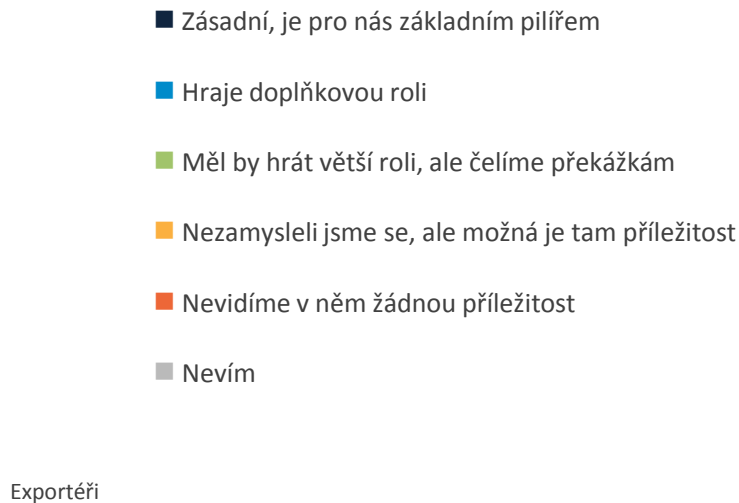 Zásadní, je pro nás základním pilířem
Hraje doplňkovou roli
Měl by hrát větší roli, ale čelíme překážkám
Nezamysleli jsme se, ale možná je tam příležitost
Nevidíme v něm žádnou příležitost
Nevím
Exportéři